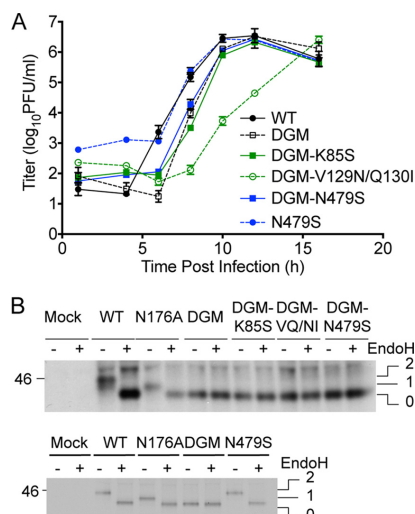 A
Titer (log10PFU/ml)
7
6
5
4
3
2
1
0
0 5 10 15 20
Time Post Infection (h)
WT
DGM
DGM-K85S
DGM-V129N/Q130I
DGM-N479S
N479S
B
Mock WT N176A DGM DGM-K85S DGM-VQ/NI DGM-N479S
- + - + - + - + - + - + - + EndoH
46
2
1
0
Mock WT N176A DGM N479S
- + - + - + - + - + EndoH
46
2
1
0